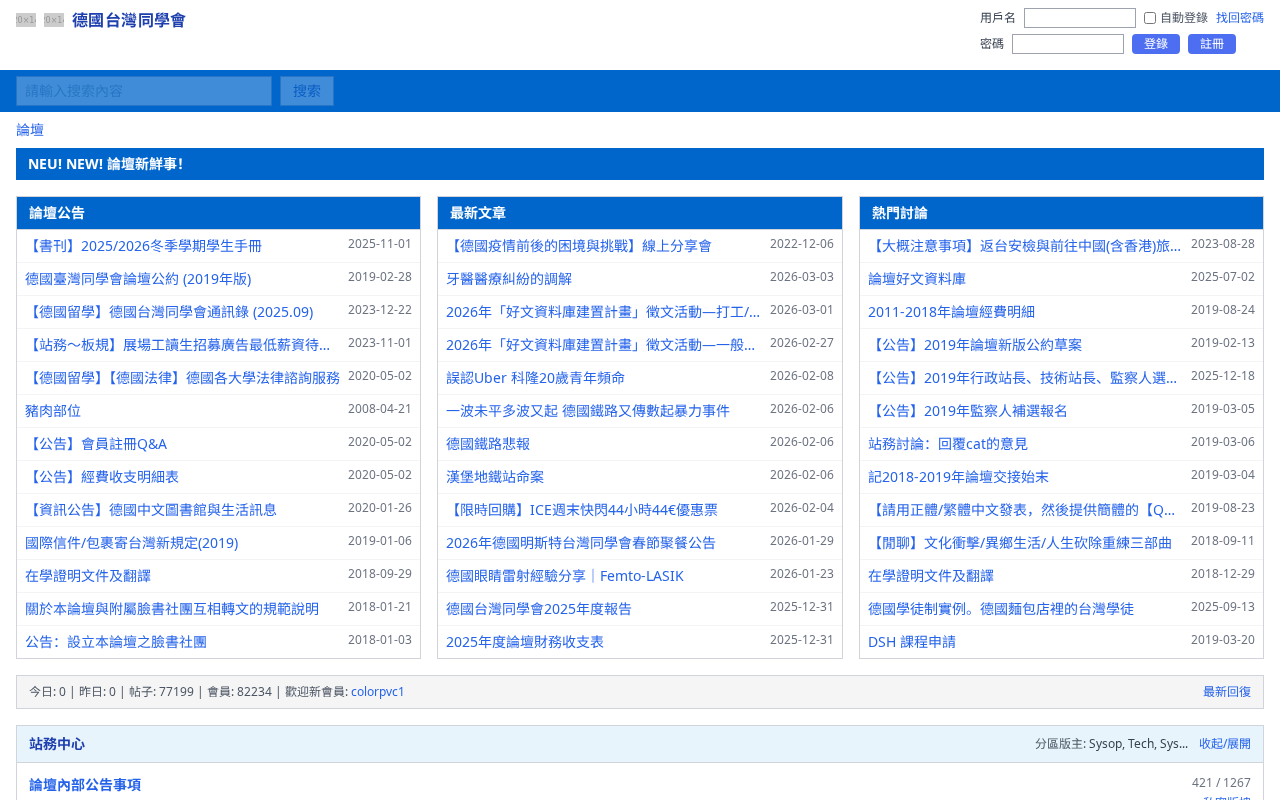 德國台灣同學會
用戶名 自動登錄 找回密碼
密碼 登錄 註冊
請輸入搜索內容 搜索
論壇
NEU! NEW! 論壇新鮮事!
論壇公告
【書刊】2025/2026冬季學期學生手冊 2025-11-01
德國臺灣同學會論壇公約 (2019年版) 2019-02-28
【德國留學】德國台灣同學會通訊錄 (2025.09) 2023-12-22
【站務～板規】展場工讀生招募廣告最低薪資待... 2023-11-01
【德國留學】【德國法律】德國各大學法律諮詢服務 2020-05-02
豬肉部位 2008-04-21
【公告】會員註冊Q&A 2020-05-02
【公告】經費收支明細表 2020-05-02
【資訊公告】德國中文圖書館與生活訊息 2020-01-26
國際信件/包裹寄台灣新規定(2019) 2019-01-06
在學證明文件及翻譯 2018-09-29
關於本論壇與附屬臉書社團互相轉文的規範說明 2018-01-21
公告：設立本論壇之臉書社團 2018-01-03
最新文章
【德國疫情前後的困境與挑戰】線上分享會 2022-12-06
牙醫醫療糾紛的調解 2026-03-03
2026年「好文資料庫建置計畫」徵文活動—打工/... 2026-03-01
2026年「好文資料庫建置計畫」徵文活動—一般... 2026-02-27
誤認Uber 科隆20歲青年頻命 2026-02-08
一波未平多波又起 德國鐵路又傳數起暴力事件 2026-02-06
德國鐵路悲報 2026-02-06
漢堡地鐵站命案 2026-02-06
【限時回購】ICE週末快閃44小時44€優惠票 2026-02-04
2026年德國明斯特台灣同學會春節聚餐公告 2026-01-29
德國眼睛雷射經驗分享｜Femto-LASIK 2026-01-23
德國台灣同學會2025年度報告 2025-12-31
2025年度論壇財務收支表 2025-12-31
熱門討論
【大概注意事項】返台安檢與前往中國(含香港)旅... 2023-08-28
論壇好文資料庫 2025-07-02
2011-2018年論壇經費明細 2019-08-24
【公告】2019年論壇新版公約草案 2019-02-13
【公告】2019年行政站長、技術站長、監察人選... 2025-12-18
【公告】2019年監察人補選報名 2019-03-05
站務討論：回覆cat的意見 2019-03-06
記2018-2019年論壇交接始末 2019-03-04
【請用正體/繁體中文發表，然後提供簡體的【Q... 2019-08-23
【閒聊】文化衝擊/異鄉生活/人生砍除重練三部曲 2018-09-11
在學證明文件及翻譯 2018-12-29
德國學徒制實例。德國麵包店裡的台灣學徒 2025-09-13
DSH 課程申請 2019-03-20
今日: 0 | 昨日: 0 | 帖子: 77199 | 會員: 82234 | 歡迎新會員: colorpvc1 最新回復
站務中心 分區版主: Sysop, Tech, Sys... 收起/展開
論壇內部公告事項 421 / 1267